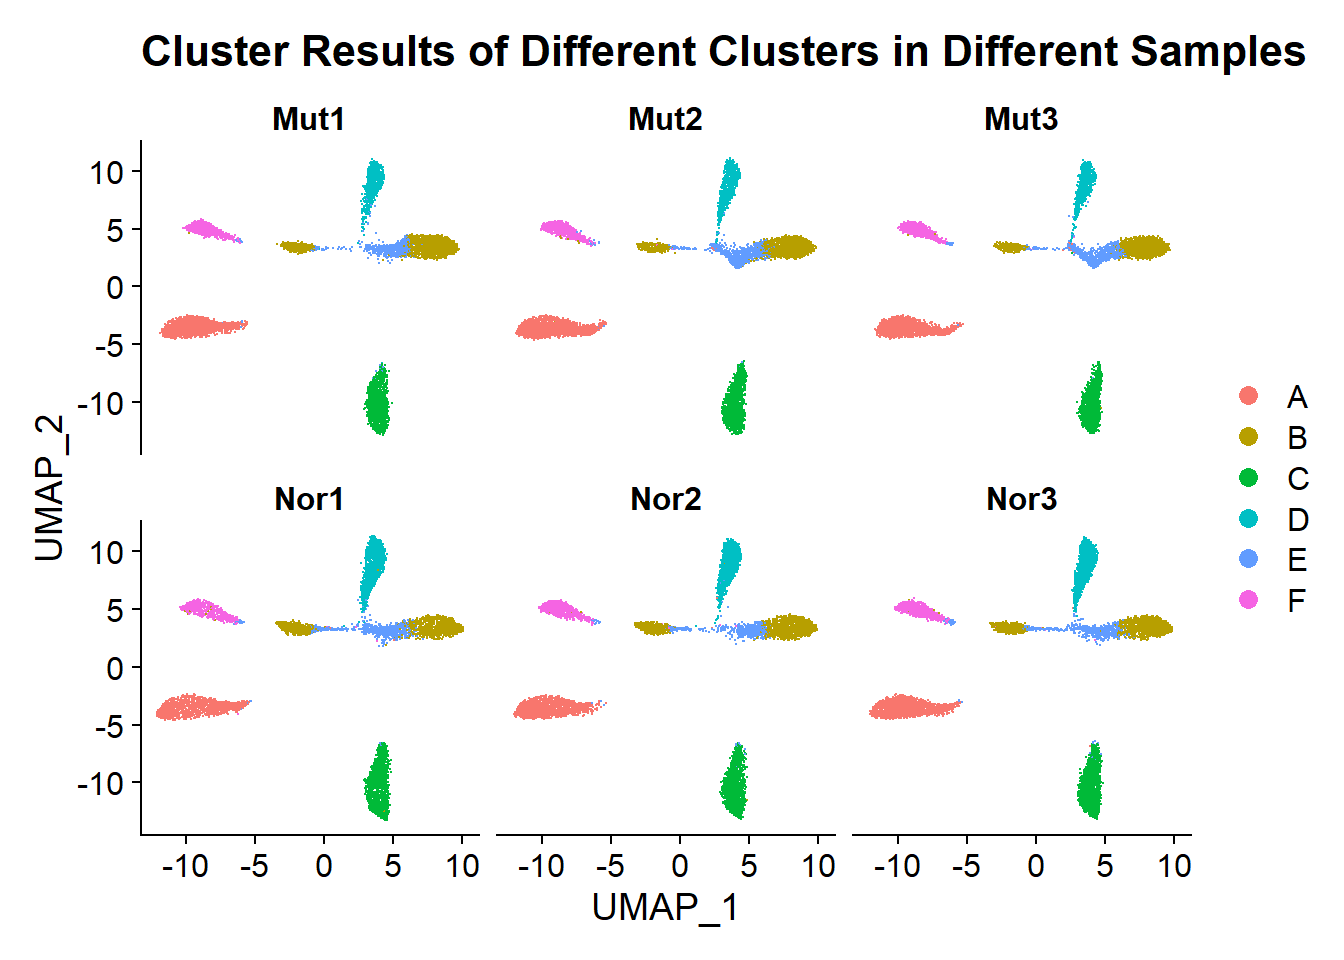 Cluster Results of Different Clusters in Different Samples
Mut1 Mut2 Mut3
10
5
0
-5
-10
UMAP_2
Nor1 Nor2 Nor3
10
5
0
-5
-10
-10 -5 0 5 10 -10 -5 0 5 10 -10 -5 0 5 10
UMAP_1
A
B
C
D
E
F